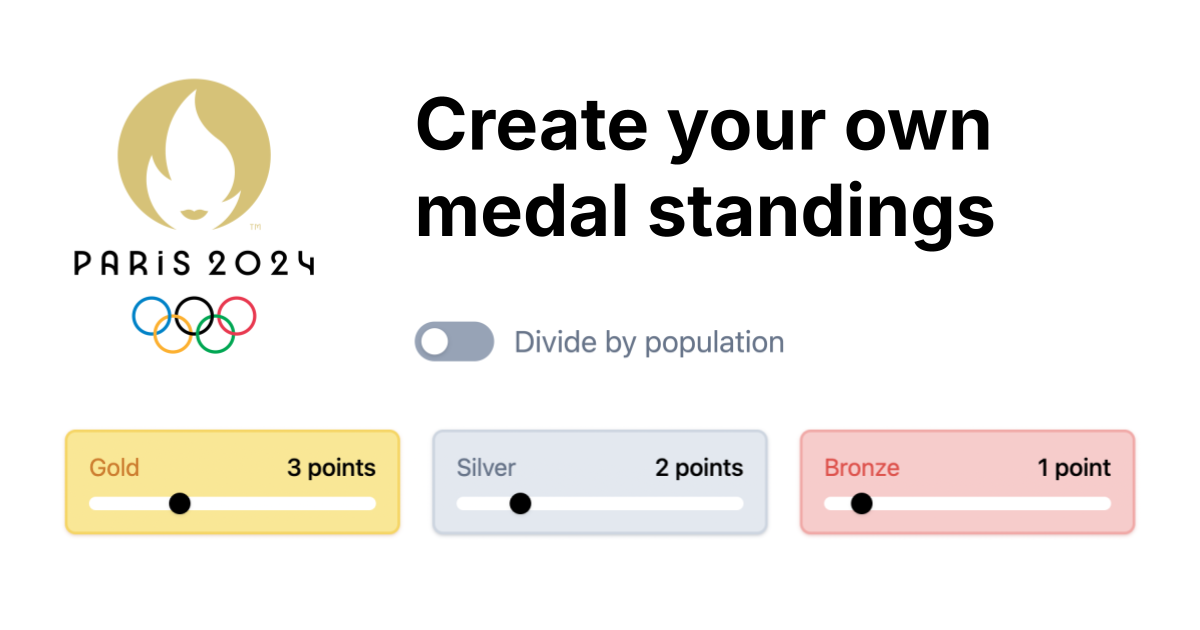 Create your own
medal standings
TM
PARiS 2024
Divide by population
Gold
3 points
Silver
2 points
Bronze
1 point